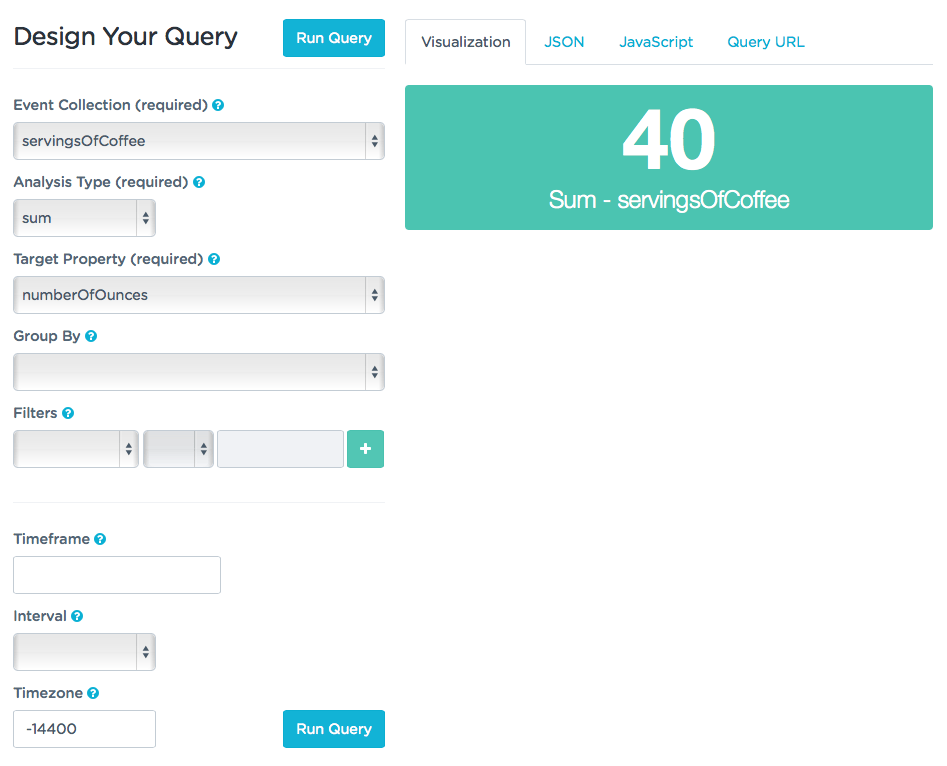 Design Your Query
Run Query
Event Collection (required) ?
servingsOfCoffee
Analysis Type (required) ?
sum
Target Property (required) ?
numberOfOunces
Group By ?
Filters ?
+
Timeframe ?
Interval ?
Timezone ?
-14400
Run Query
Visualization JSON JavaScript Query URL
40
Sum - servingsOfCoffee